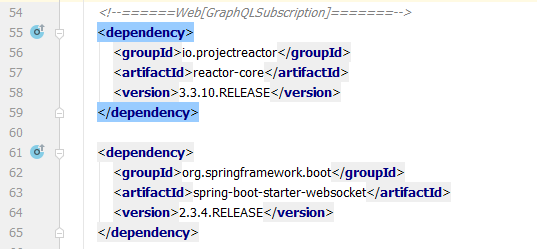 54 <!--======Web[GraphQLSubscription]=======-->
55 <dependency>
56 <groupId>io.projectreactor</groupId>
57 <artifactId>reactor-core</artifactId>
58 <version>3.3.10.RELEASE</version>
59 </dependency>
60
61 <dependency>
62 <groupId>org.springframework.boot</groupId>
63 <artifactId>spring-boot-starter-websocket</artifactId>
64 <version>2.3.4.RELEASE</version>
65 </dependency>